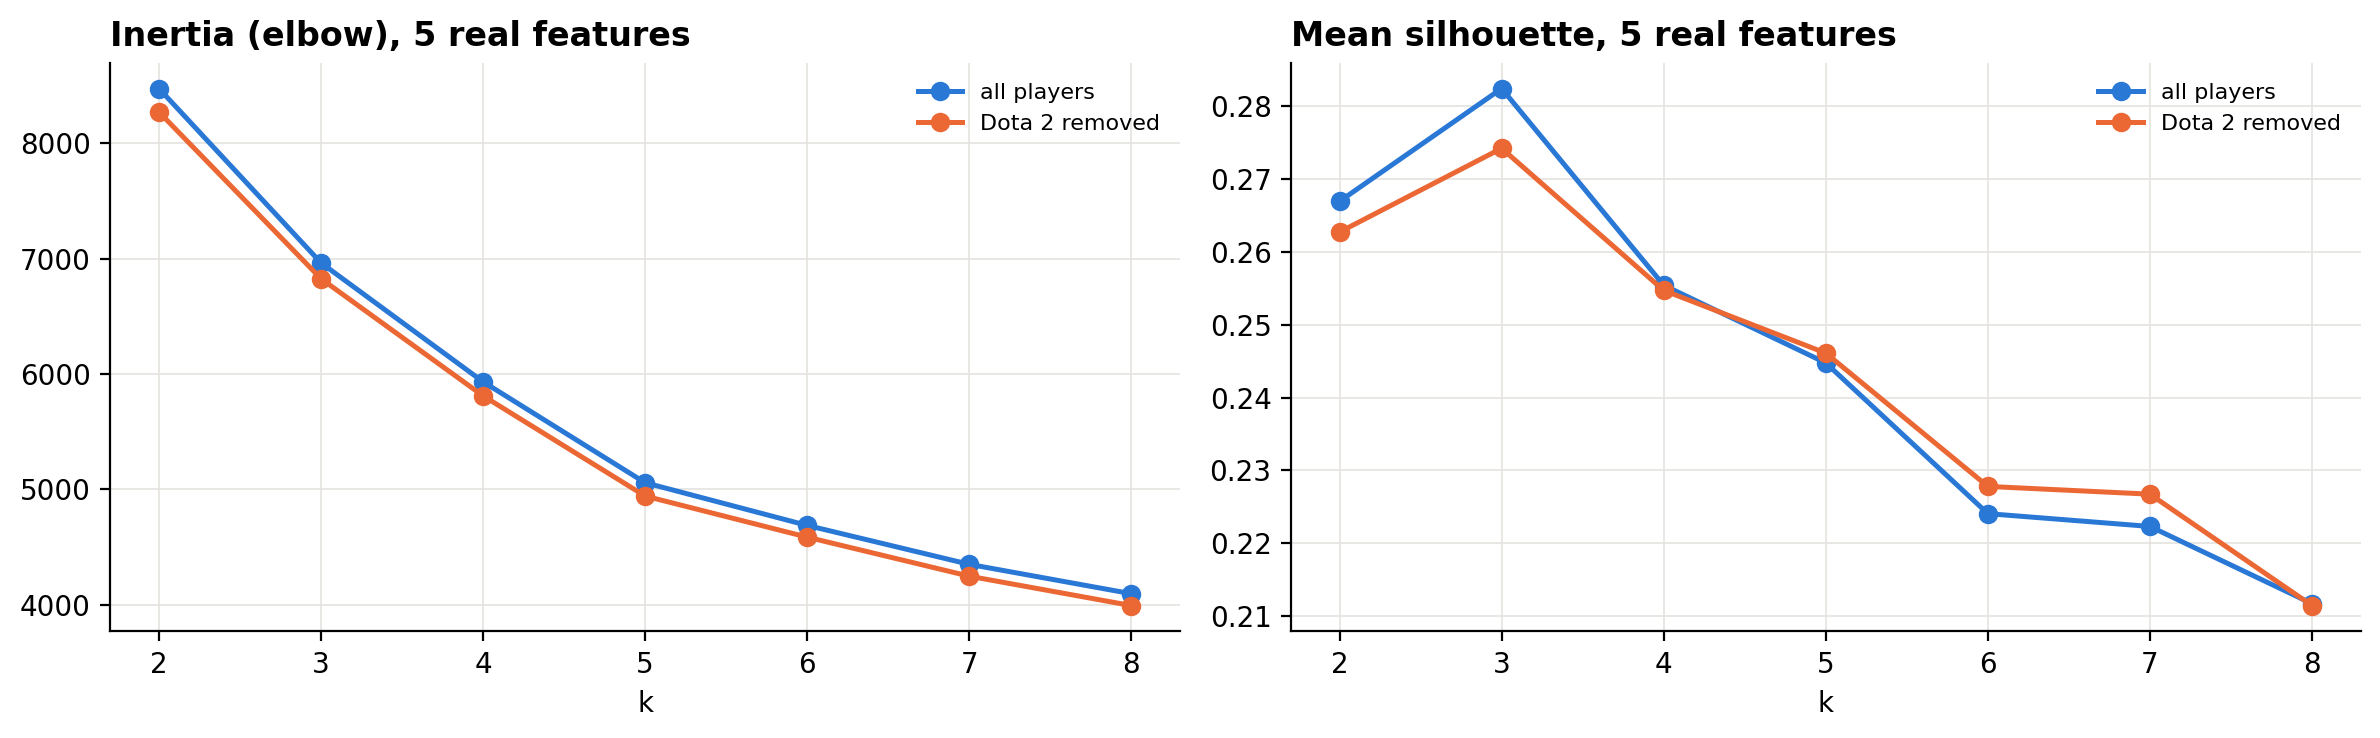 Inertia (elbow), 5 real features
all players
Dota 2 removed
8000
7000
6000
5000
4000
2 3 4 5 6 7 8
k
Mean silhouette, 5 real features
all players
Dota 2 removed
0.28
0.27
0.26
0.25
0.24
0.23
0.22
0.21
2 3 4 5 6 7 8
k